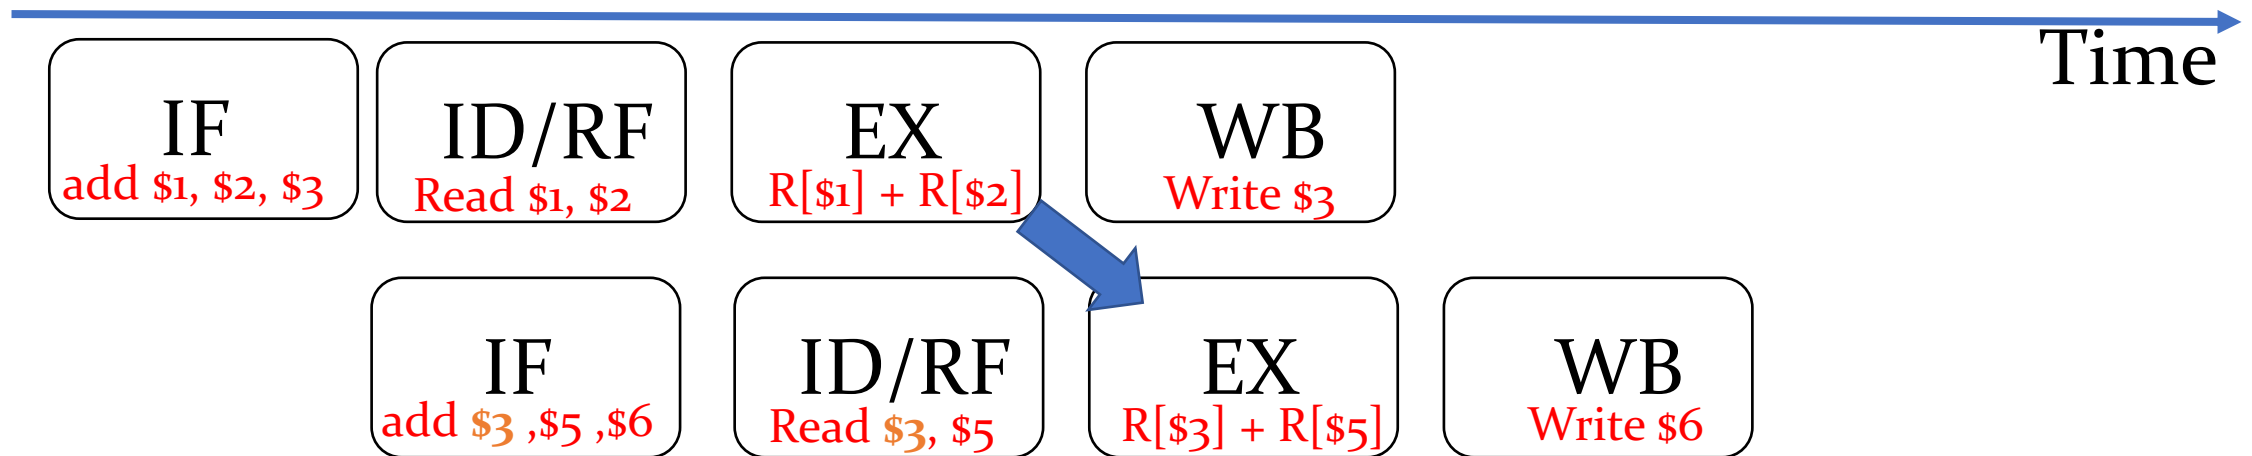 Time
IF
add $1, $2, $3
ID/RF
Read $1, $2
EX
R[$1] + R[$2]
WB
Write $3
IF
add $3 ,$5 ,$6
ID/RF
Read $3, $5
EX
R[$3] + R[$5]
WB
Write $6